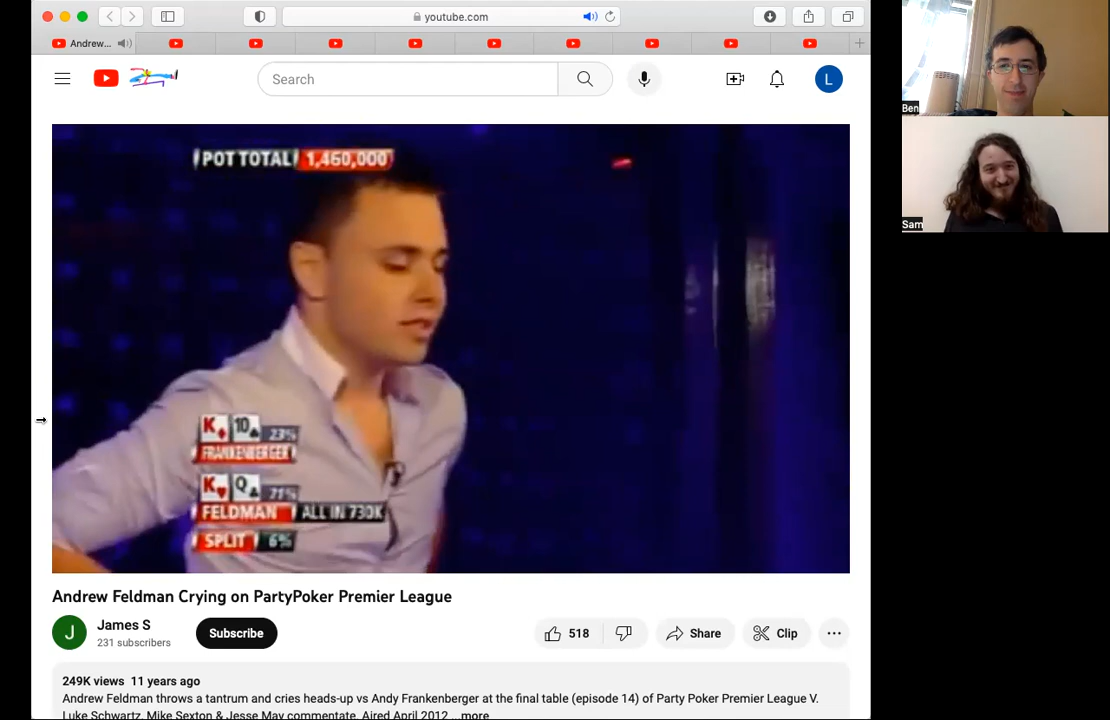 youtube.com
Andrew...
Search
L
POT TOTAL 1,460,000
K 10 23%
FRANKENBERGER
K Q 71%
FELDMAN ALL IN 730K
SPLIT 6%
Andrew Feldman Crying on PartyPoker Premier League
J
James S
231 subscribers
Subscribe
518
Share
Clip
249K views 11 years ago
Andrew Feldman throws a tantrum and cries heads-up vs Andy Frankenberger at the final table (episode 14) of Party Poker Premier League V.
Luke Schwartz, Mike Sexton & Jesse May commentate. Aired April 2012 ...more
Ben
Sam